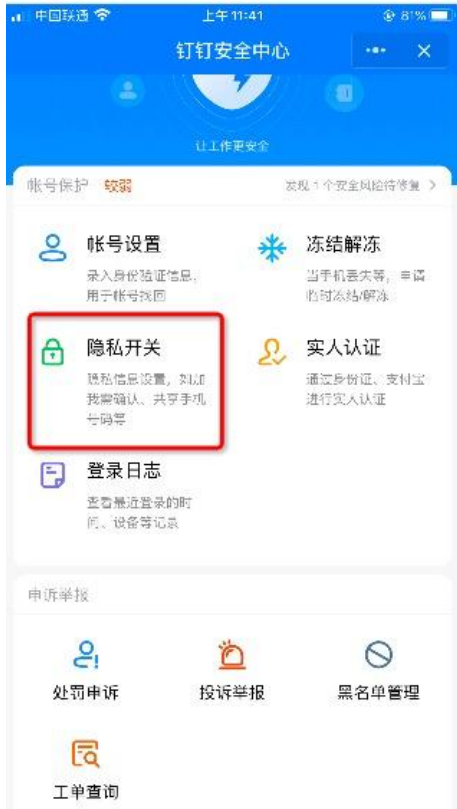 中国联通
上午11:41
81%
钉钉安全中心
让工作更安全
帐号保护 较弱
发现1个安全风险待修复 >
帐号设置
录入身份验证信息,
用于帐号找回
冻结解冻
当手机丢失等,申请
临时冻结/解冻
隐私开关
隐私信息设置,如加
我需确认、共享手机
号码等
实人认证
通过身份证、支付宝
进行实人认证
登录日志
查看最近登录的时
间、设备等记录
申诉举报
处罚申诉
投诉举报
黑名单管理
工单查询